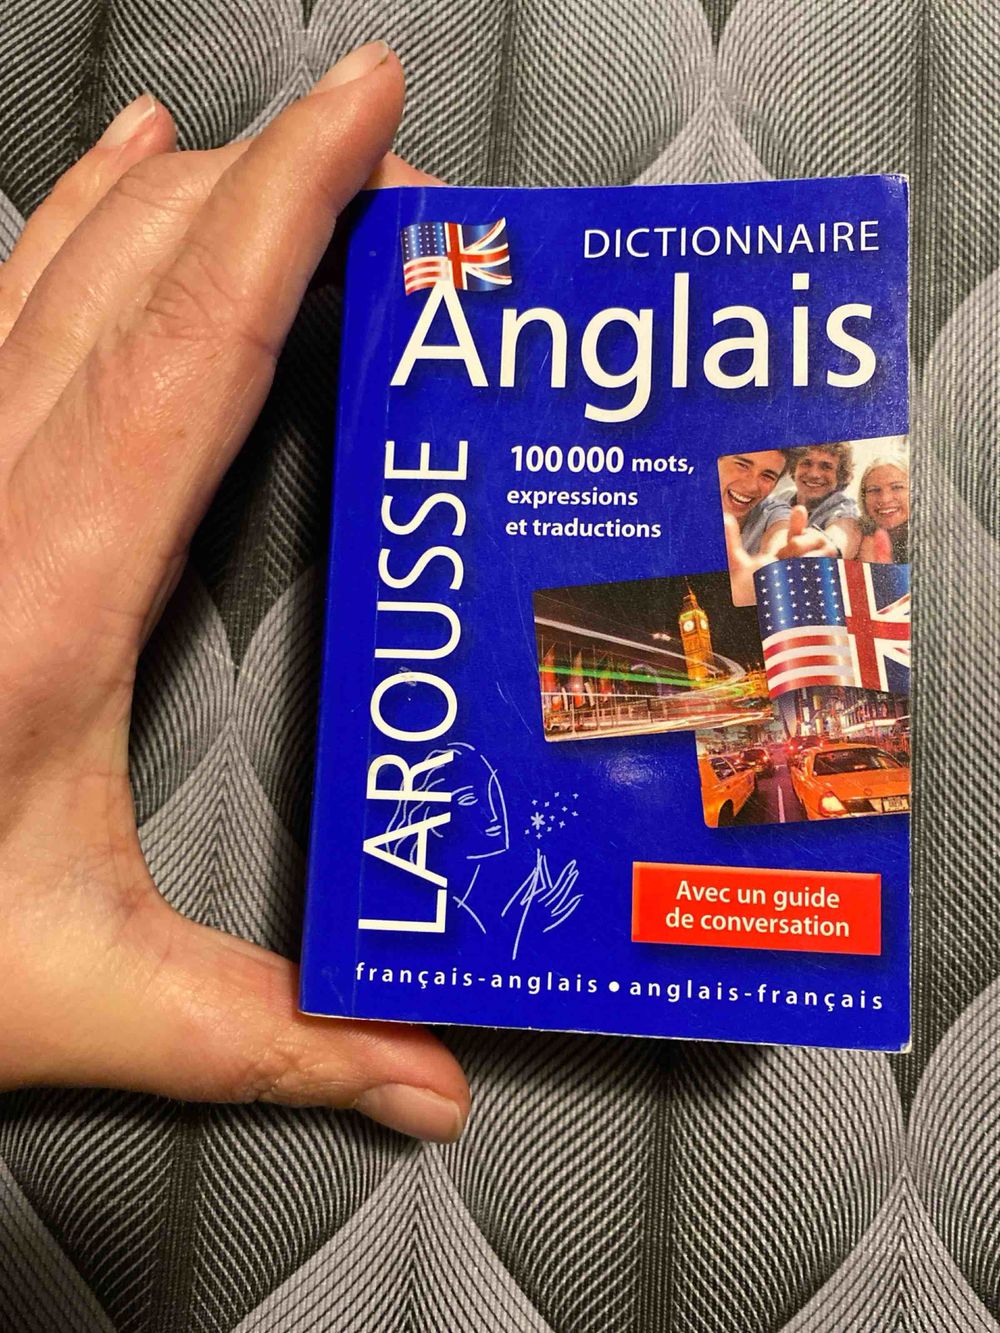 DICTIONNAIRE
Anglais
LAROUSSE
100 000 mots,
expressions
et traductions
Avec un guide
de conversation
français-anglais • anglais-français